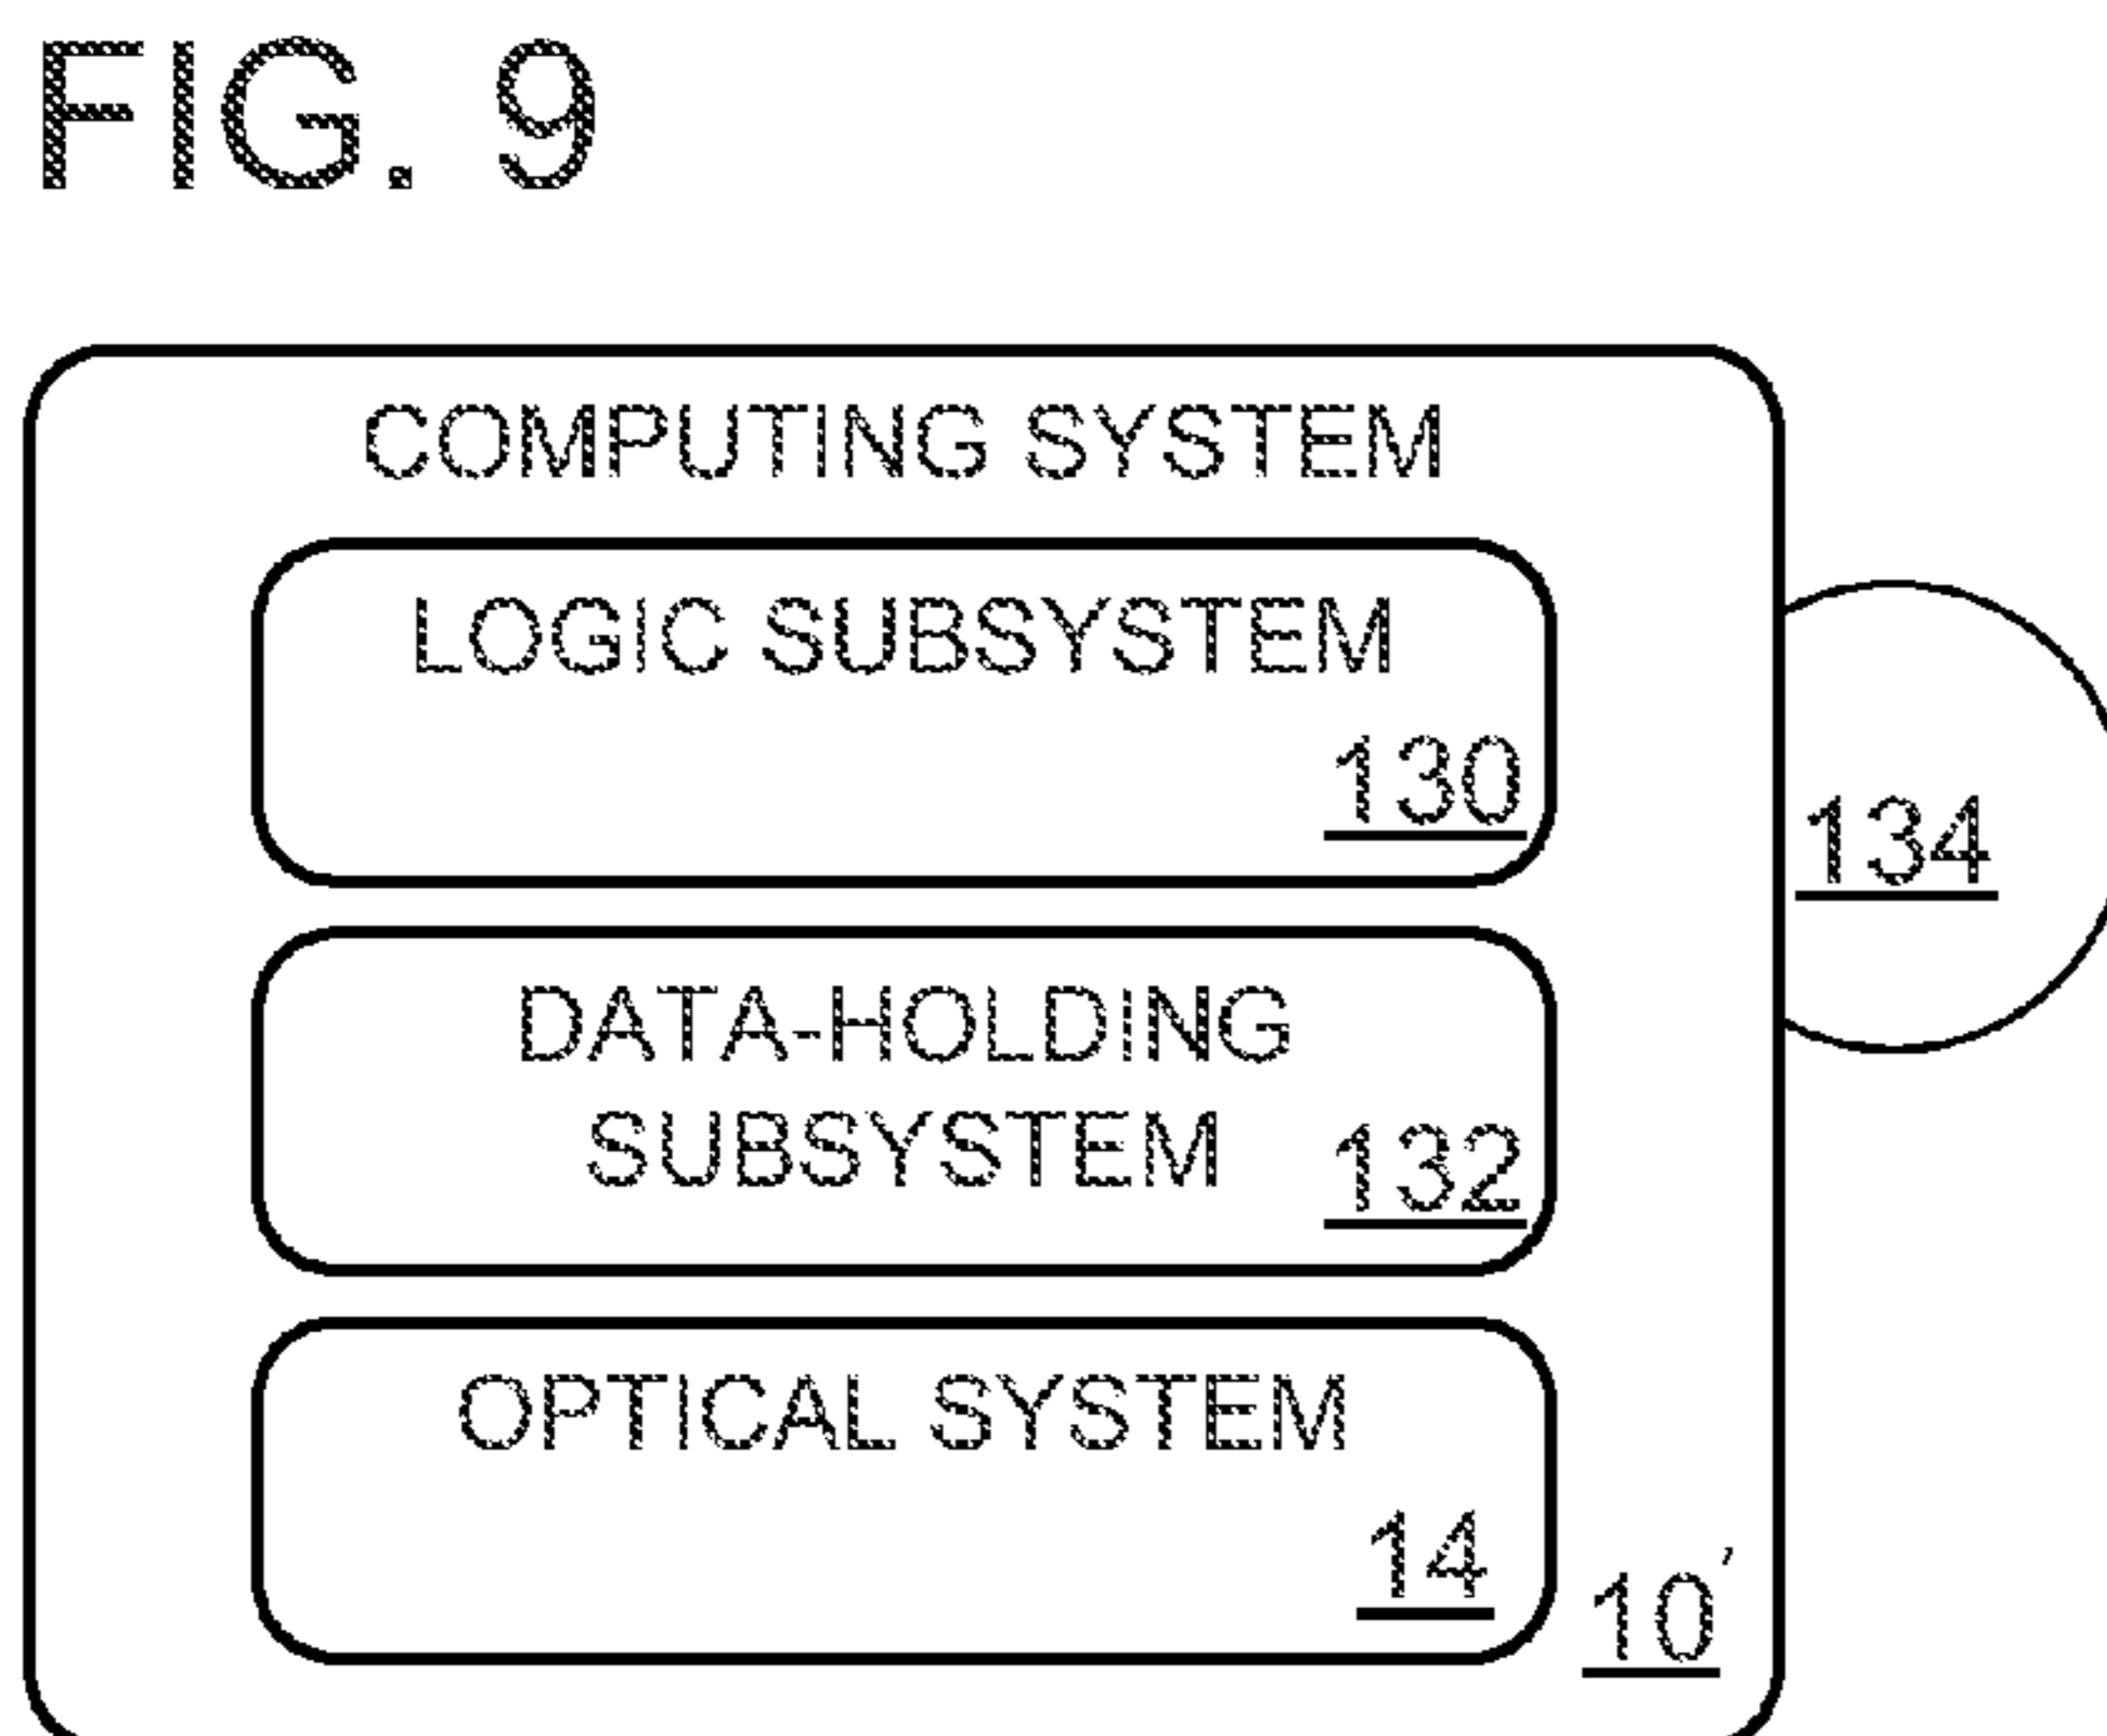 FIG. 9
COMPUTING SYSTEM
LOGIC SUBSYSTEM
130
134
DATA-HOLDING
SUBSYSTEM 132
OPTICAL SYSTEM
14
10'